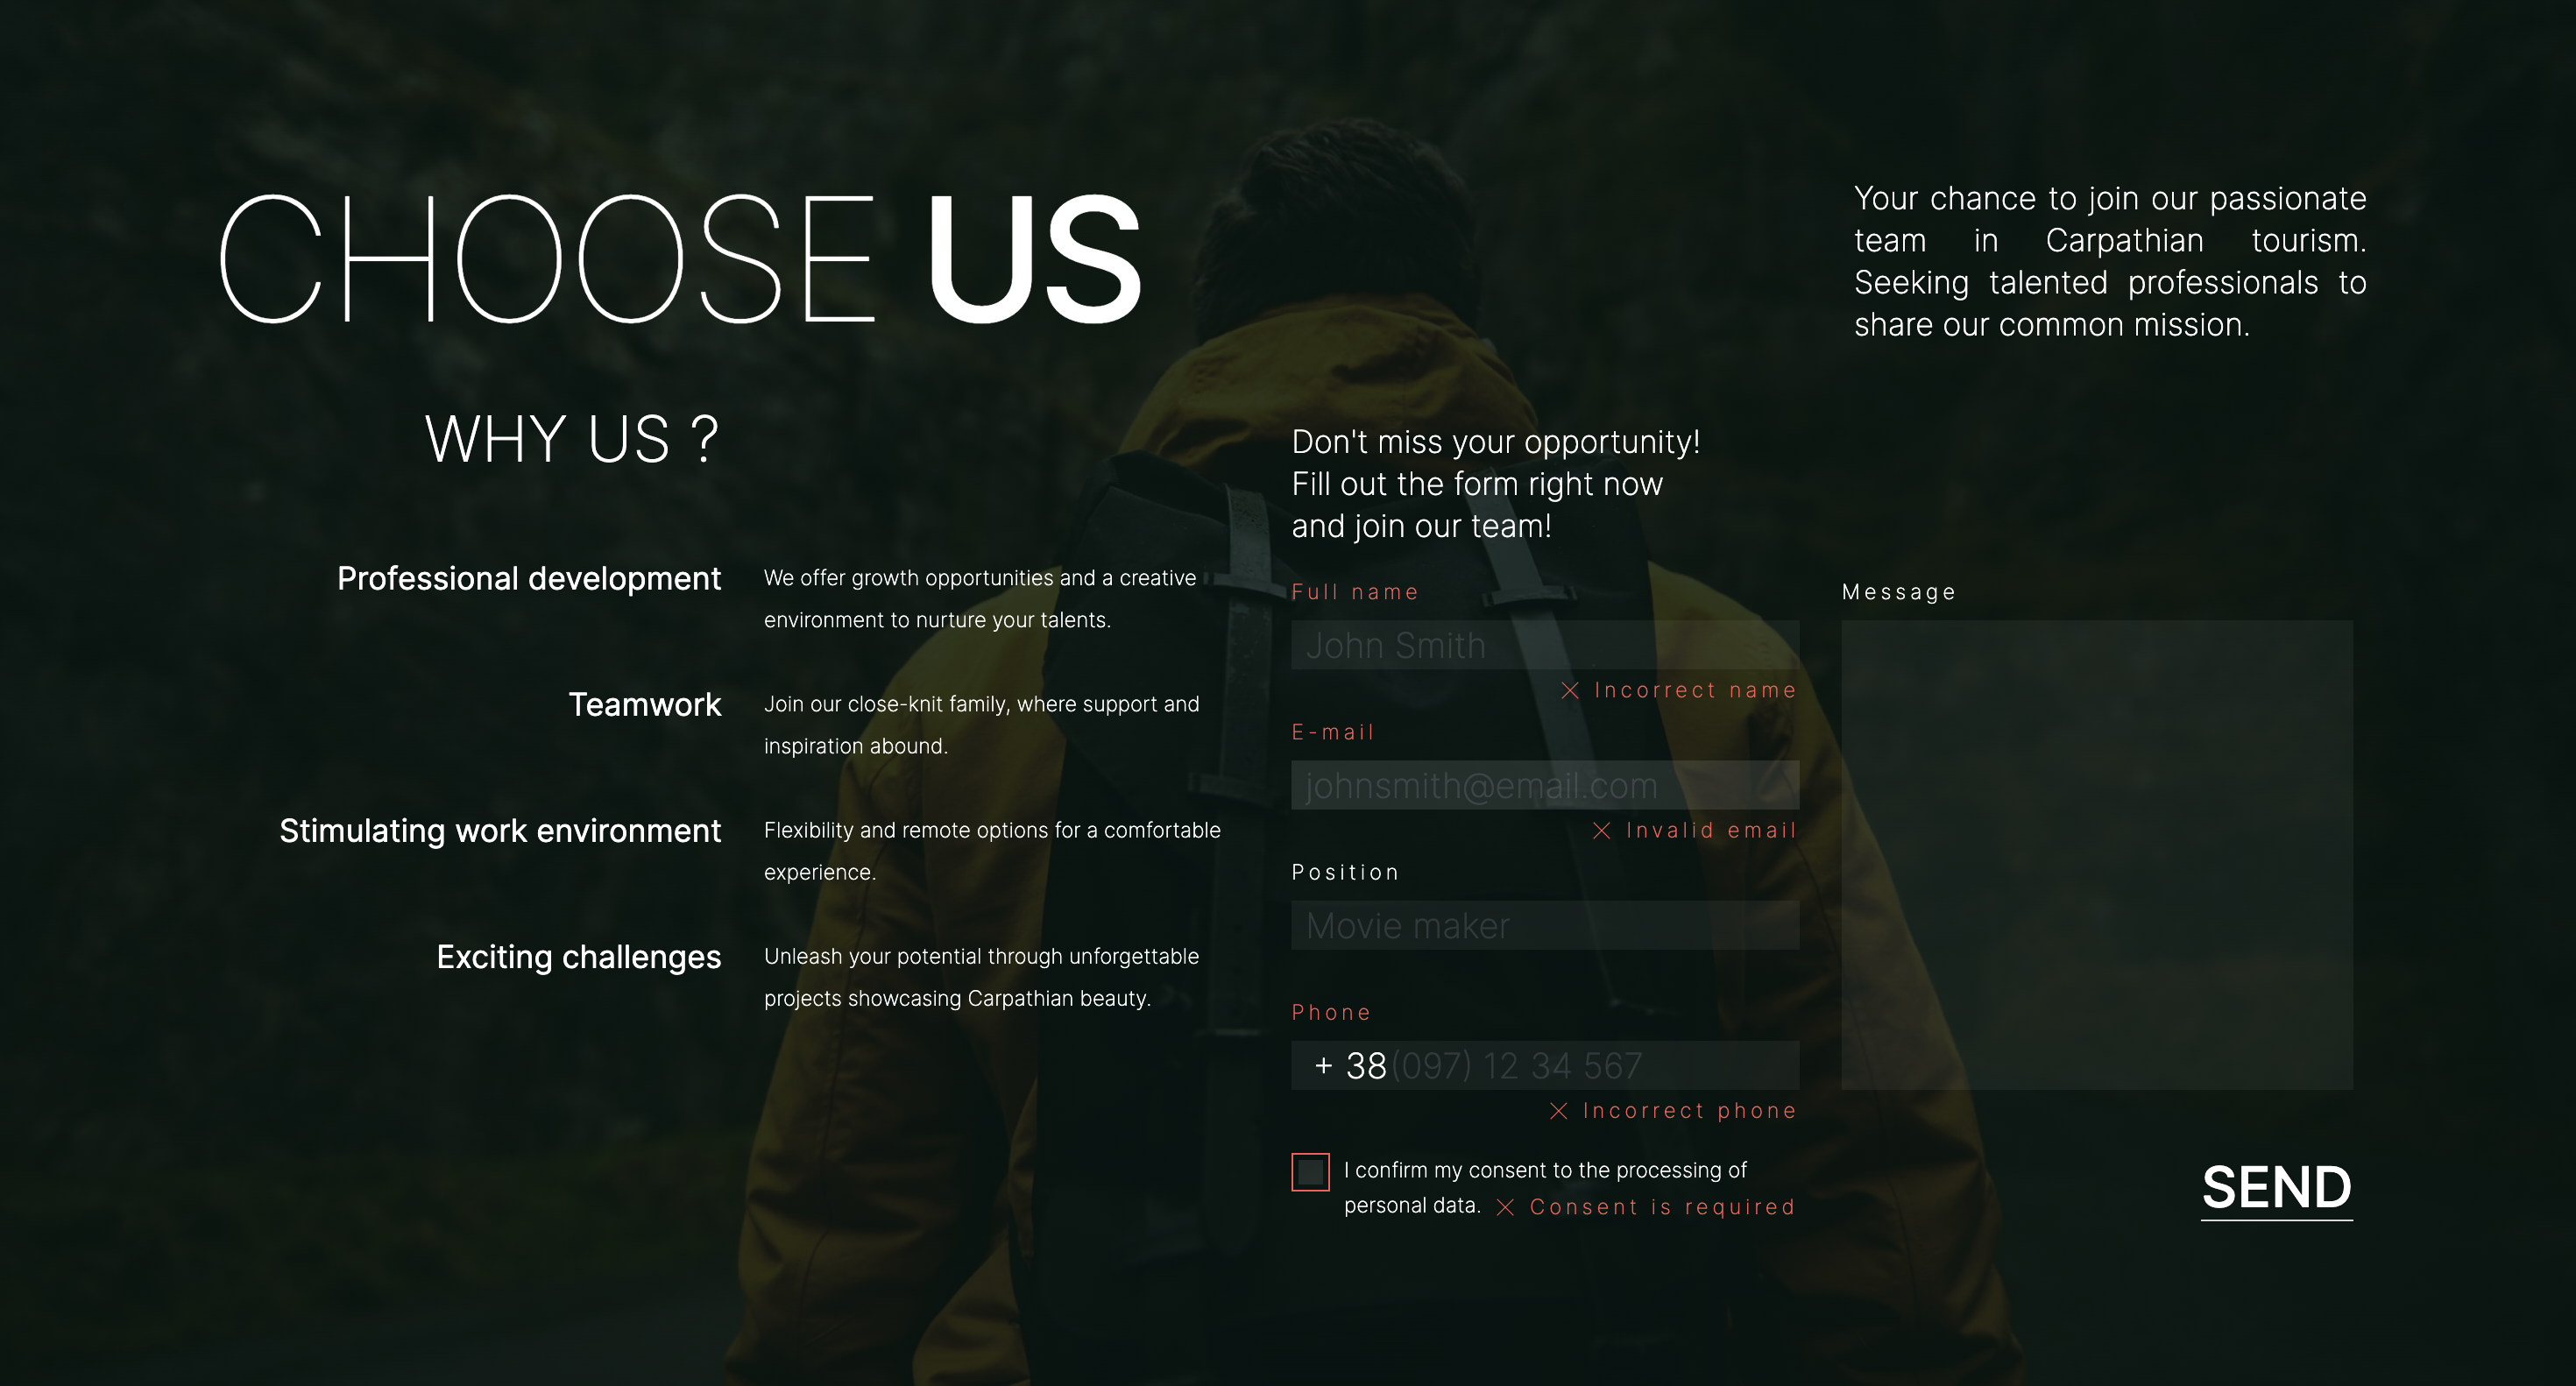 CHOOSE US
Your chance to join our passionate
team in Carpathian tourism.
Seeking talented professionals to
share our common mission.
WHY US ?
Professional development
We offer growth opportunities and a creative
environment to nurture your talents.
Teamwork
Join our close-knit family, where support and
inspiration abound.
Stimulating work environment
Flexibility and remote options for a comfortable
experience.
Exciting challenges
Unleash your potential through unforgettable
projects showcasing Carpathian beauty.
Don't miss your opportunity!
Fill out the form right now
and join our team!
Full name
John Smith
Incorrect name
E-mail
johnsmith@email.com
Invalid email
Position
Movie maker
Phone
+ 38 (097) 12 34 567
Incorrect phone
I confirm my consent to the processing of
personal data.
Consent is required
Message
SEND